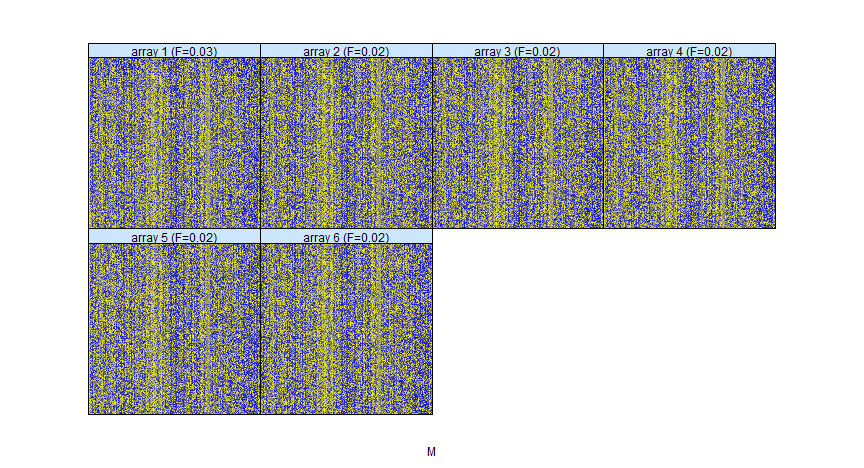 array 1 (F=0.03)
array 2 (F=0.02)
array 3 (F=0.02)
array 4 (F=0.02)
array 5 (F=0.02)
array 6 (F=0.02)
M